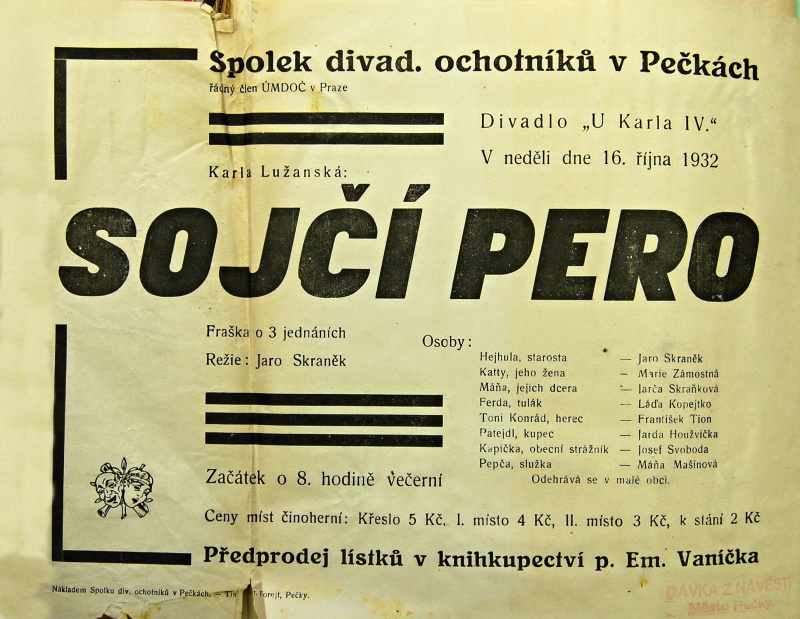 Spolek divad. ochotníků v Pečkách
řádný člen ÚMDOČ v Praze
Divadlo „U Karla IV.“
V neděli dne 16. října 1932
Karla Lužanská:
SOJČÍ PERO
Fraška o 3 jednáních
Režie: Jaro Skraněk
Osoby:
Hejhula, starosta — Jaro Skraněk
Katty, jeho žena — Marie Zámostná
Máňa, jejich dcera — Jarča Skraňková
Ferda, tulák — Láďa Kopejtko
Toni Konrád, herec — František Tion
Patejdl, kupec — Jarda Houžvička
Kapička, obecní strážník — Josef Svoboda
Pepča, služka — Máňa Mašínová
Odehrává se v malé obci.
Začátek o 8. hodině večerní
Ceny míst činoherní: Křeslo 5 Kč, I. místo 4 Kč, II. místo 3 Kč, k stání 2 Kč
Předprodej lístků v knihkupectví p. Em. Vaníčka
Nákladem Spolku div. ochotníků v Pečkách. — Forejt, Pečky.
DÁVKA Z NÁVĚSTÍ
Město Pečky.